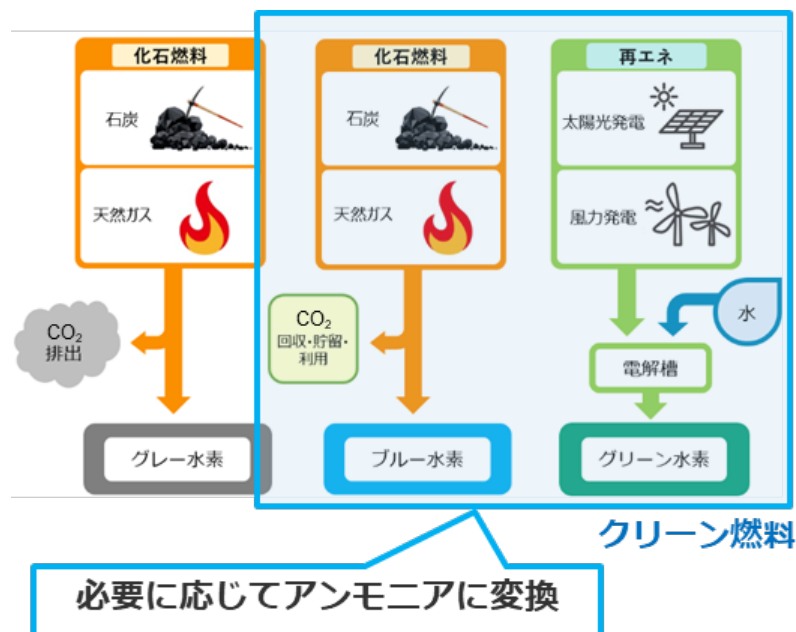 化石燃料
石炭
天然ガス
CO₂
排出
グレー水素
化石燃料
石炭
天然ガス
CO₂
回収・貯留・
利用
ブルー水素
再エネ
太陽光発電
風力発電
水
電解槽
グリーン水素
クリーン燃料
必要に応じてアンモニアに変換